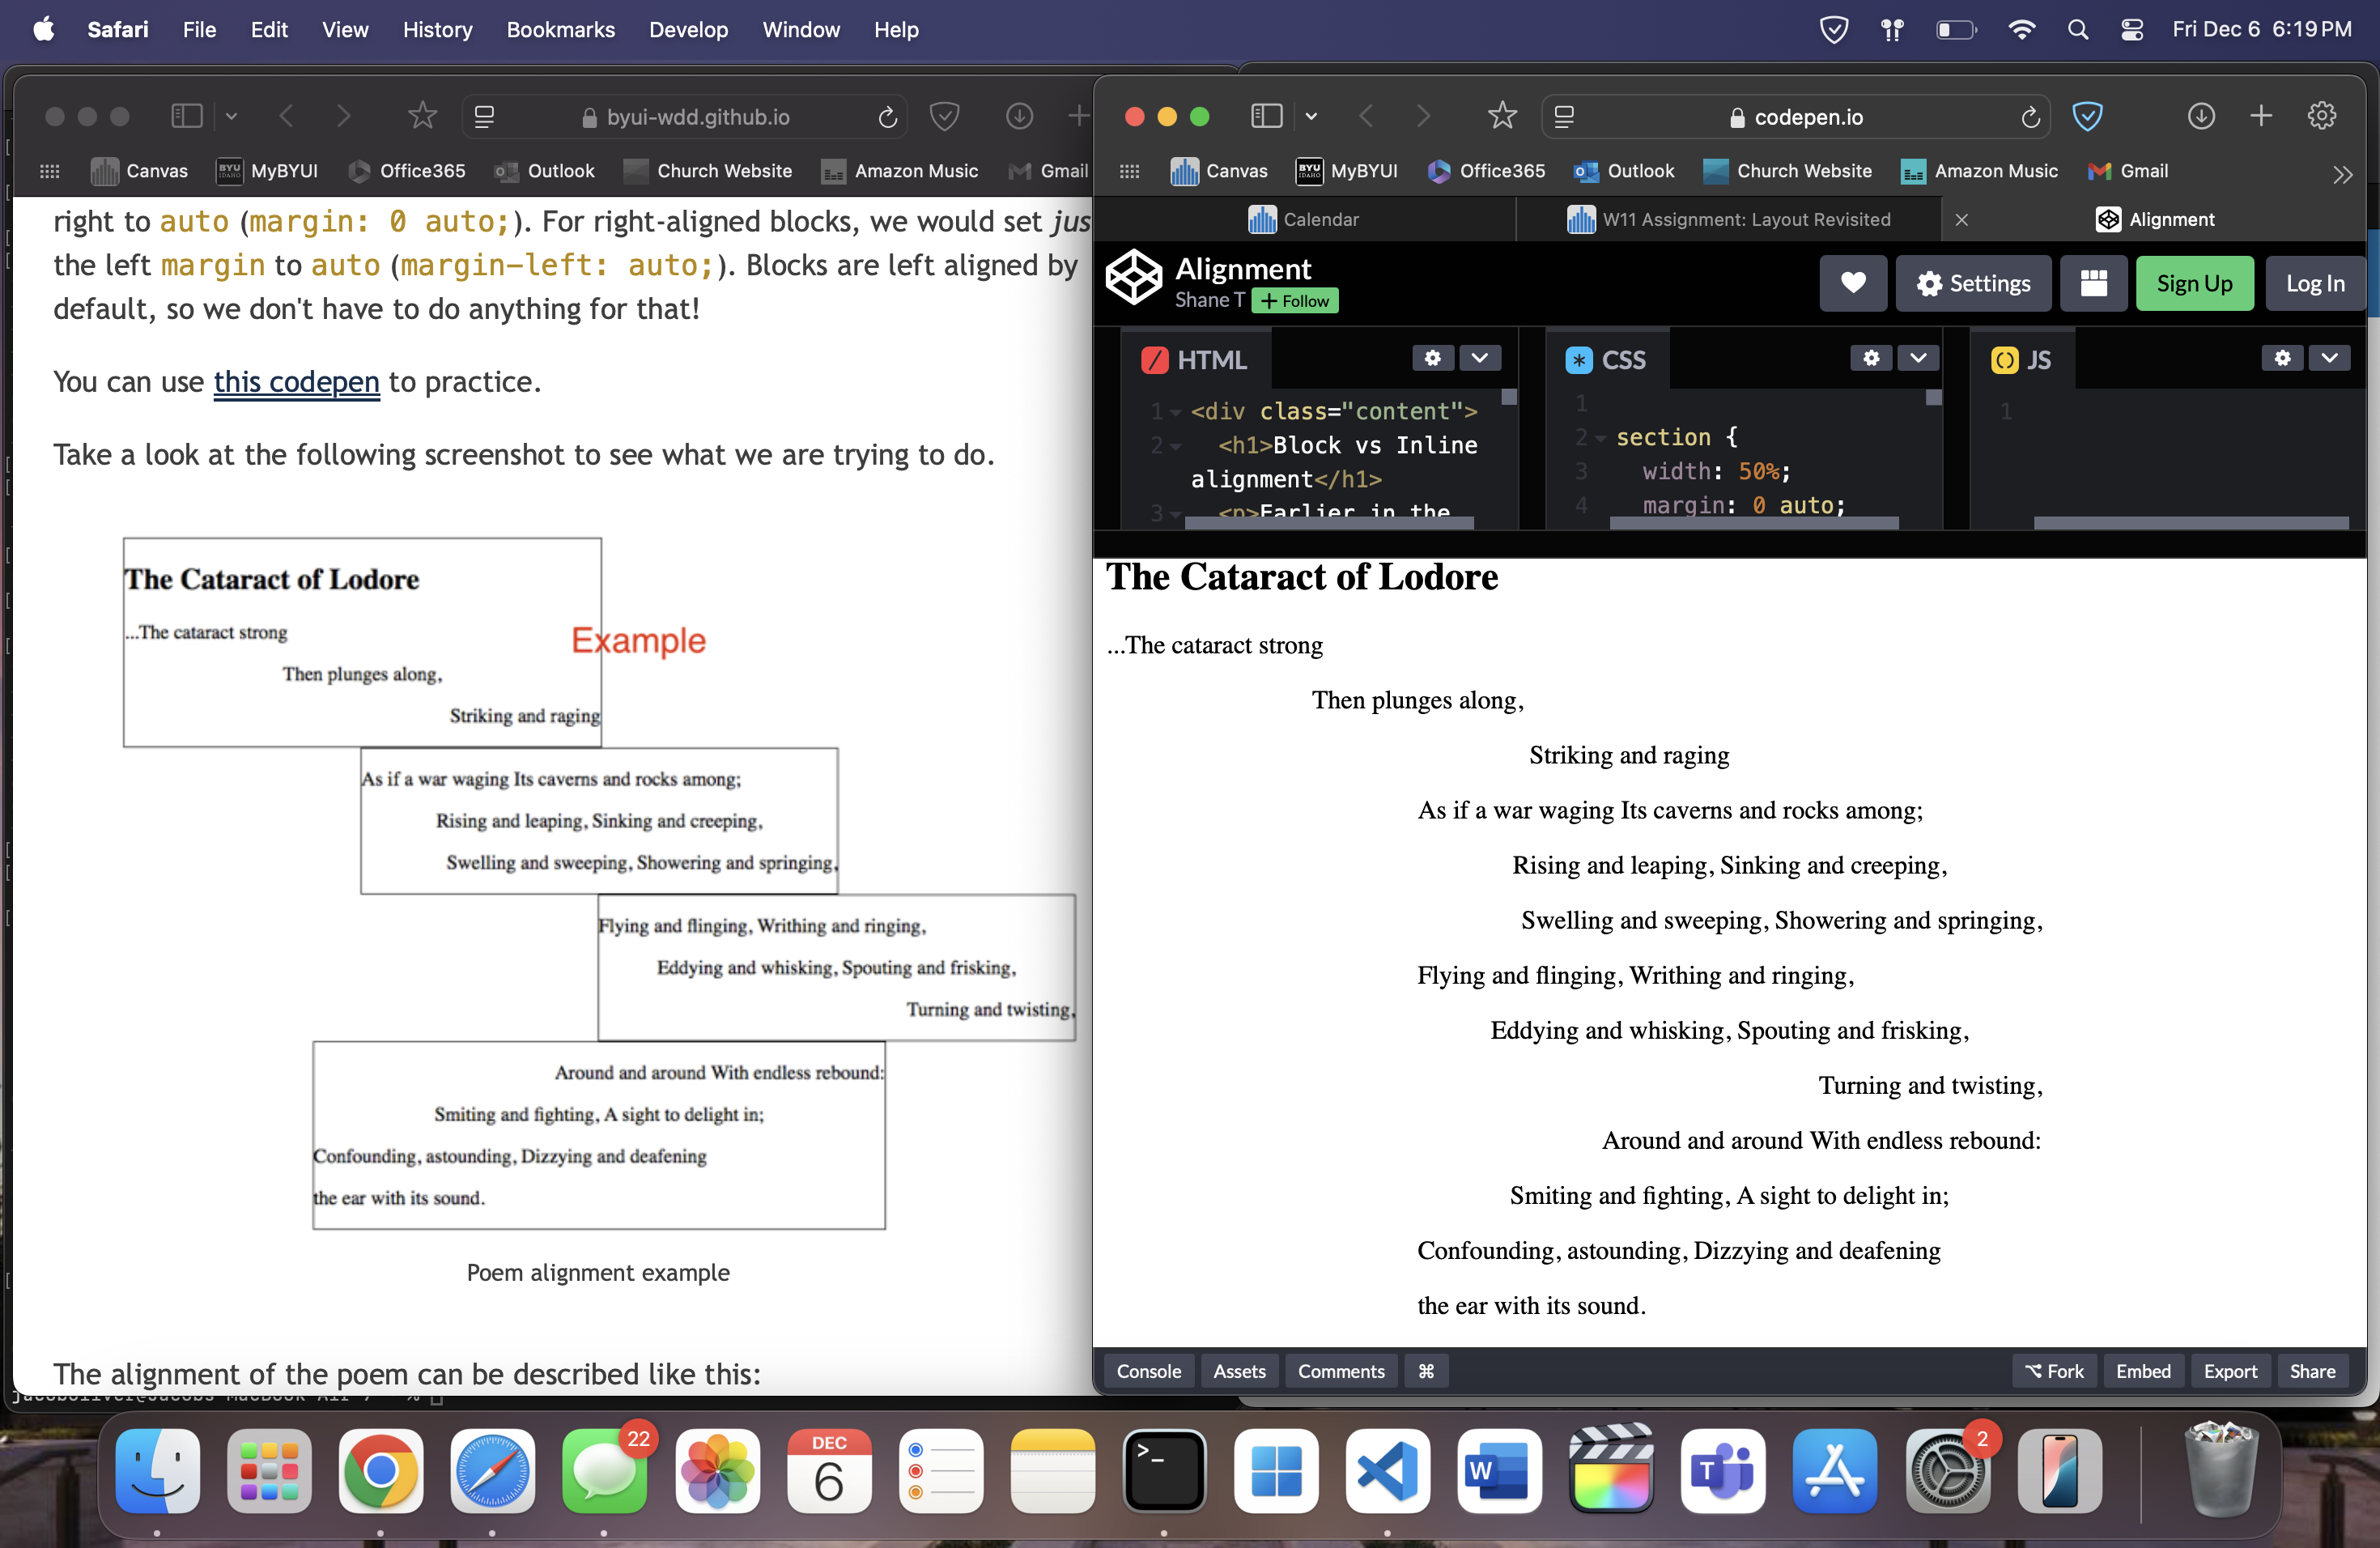 Safari File Edit View History Bookmarks Develop Window Help
Fri Dec 6 6:19 PM
byui-wdd.github.io
Canvas MyBYUI Office365 Outlook Church Website Amazon Music Gmail
right to auto (margin: 0 auto;). For right-aligned blocks, we would set jus
the left margin to auto (margin-left: auto;). Blocks are left aligned by
default, so we don't have to do anything for that!
You can use this codepen to practice.
Take a look at the following screenshot to see what we are trying to do.
The Cataract of Lodore
...The cataract strong
Example
Then plunges along,
Striking and raging
As if a war waging Its caverns and rocks among;
Rising and leaping, Sinking and creeping,
Swelling and sweeping, Showering and springing,
Flying and flinging, Writhing and ringing,
Eddying and whisking, Spouting and frisking,
Turning and twisting,
Around and around With endless rebound:
Smiting and fighting, A sight to delight in;
Confounding, astounding, Dizzying and deafening
the ear with its sound.
Poem alignment example
The alignment of the poem can be described like this:
codepen.io
Canvas MyBYUI Office365 Outlook Church Website Amazon Music Gmail
Calendar
W11 Assignment: Layout Revisited
Alignment
Alignment
Shane T + Follow
Settings
Sign Up
Log In
HTML
1 <div class="content">
2 <h1>Block vs Inline
alignment</h1>
3 <p>Earlier in the
CSS
1
2 section {
3 width: 50%;
4 margin: 0 auto;
JS
1
The Cataract of Lodore
...The cataract strong
Then plunges along,
Striking and raging
As if a war waging Its caverns and rocks among;
Rising and leaping, Sinking and creeping,
Swelling and sweeping, Showering and springing,
Flying and flinging, Writhing and ringing,
Eddying and whisking, Spouting and frisking,
Turning and twisting,
Around and around With endless rebound:
Smiting and fighting, A sight to delight in;
Confounding, astounding, Dizzying and deafening
the ear with its sound.
Console Assets Comments ⌘
Fork Embed Export Share
22
DEC
6
>_
W
T
2